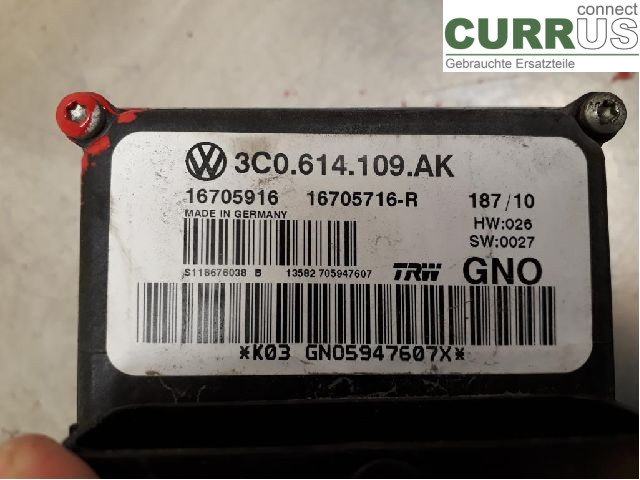 connect
CURRUS
Gebrauchte Ersatzteile
3C0.614.109.AK
16705916 16705716-R 187/10
MADE IN GERMANY
HW:026
SW:0027
S118676038 B 13582 705947607 TRW GNO
*K03 GNO5947607X*